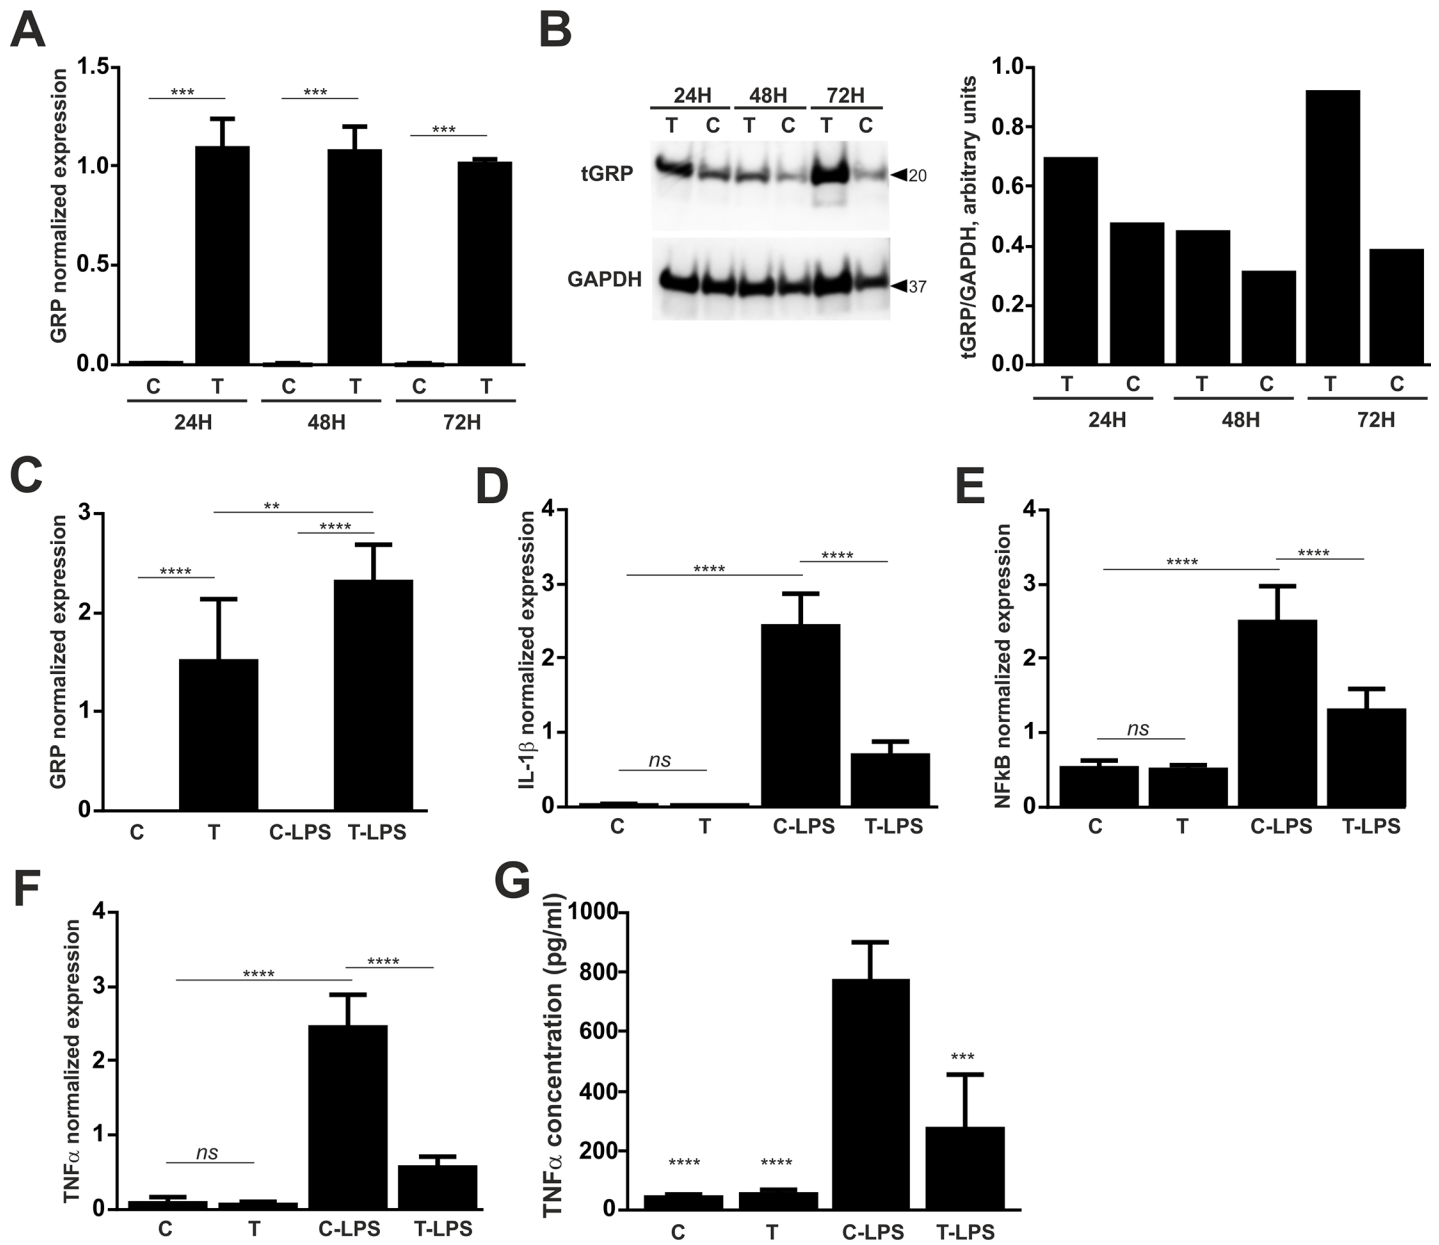 A
GRP normalized expression
1.5
1.0
0.5
0.0
*** *** ***
C T C T C T
24H 48H 72H
B
24H 48H 72H
T C T C T C
tGRP 20
GAPDH 37
tGRP/GAPDH, arbitrary units
1.0
0.8
0.6
0.4
0.2
0.0
T C T C T C
24H 48H 72H
C
GRP normalized expression
3
2
1
0
**
****
****
C T C-LPS T-LPS
D
IL-1β normalized expression
4
3
2
1
0
****
****
ns
C T C-LPS T-LPS
E
NFkB normalized expression
4
3
2
1
0
****
****
ns
C T C-LPS T-LPS
F
TNFα normalized expression
4
3
2
1
0
****
****
ns
C T C-LPS T-LPS
G
TNFα concentration (pg/ml)
1000
800
600
400
200
0
***
**** ****
C T C-LPS T-LPS